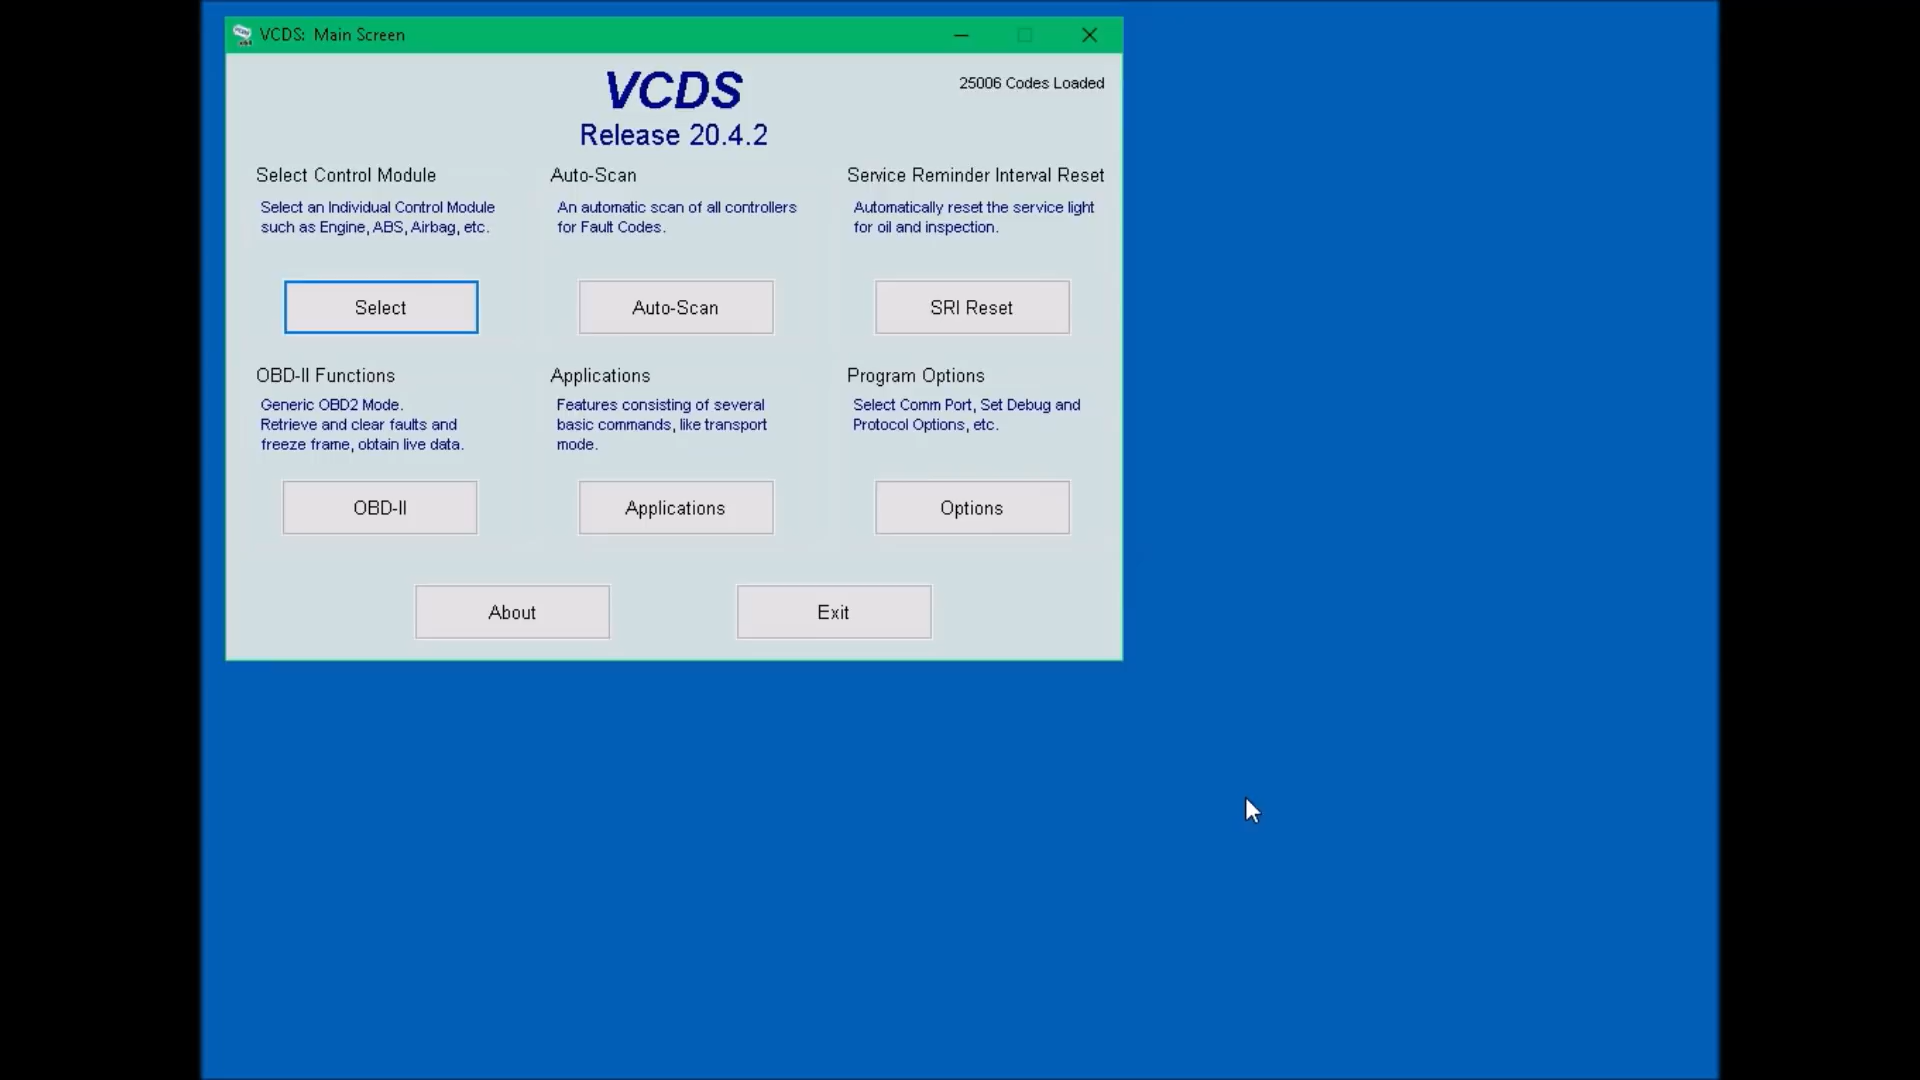 VCDS: Main Screen
VCDS
25006 Codes Loaded
Release 20.4.2
Select Control Module
Select an Individual Control Module
such as Engine, ABS, Airbag, etc.
Select
Auto-Scan
An automatic scan of all controllers
for Fault Codes.
Auto-Scan
Service Reminder Interval Reset
Automatically reset the service light
for oil and inspection.
SRI Reset
OBD-II Functions
Generic OBD2 Mode.
Retrieve and clear faults and
freeze frame, obtain live data.
OBD-II
Applications
Features consisting of several
basic commands, like transport
mode.
Applications
Program Options
Select Comm Port, Set Debug and
Protocol Options, etc.
Options
About
Exit